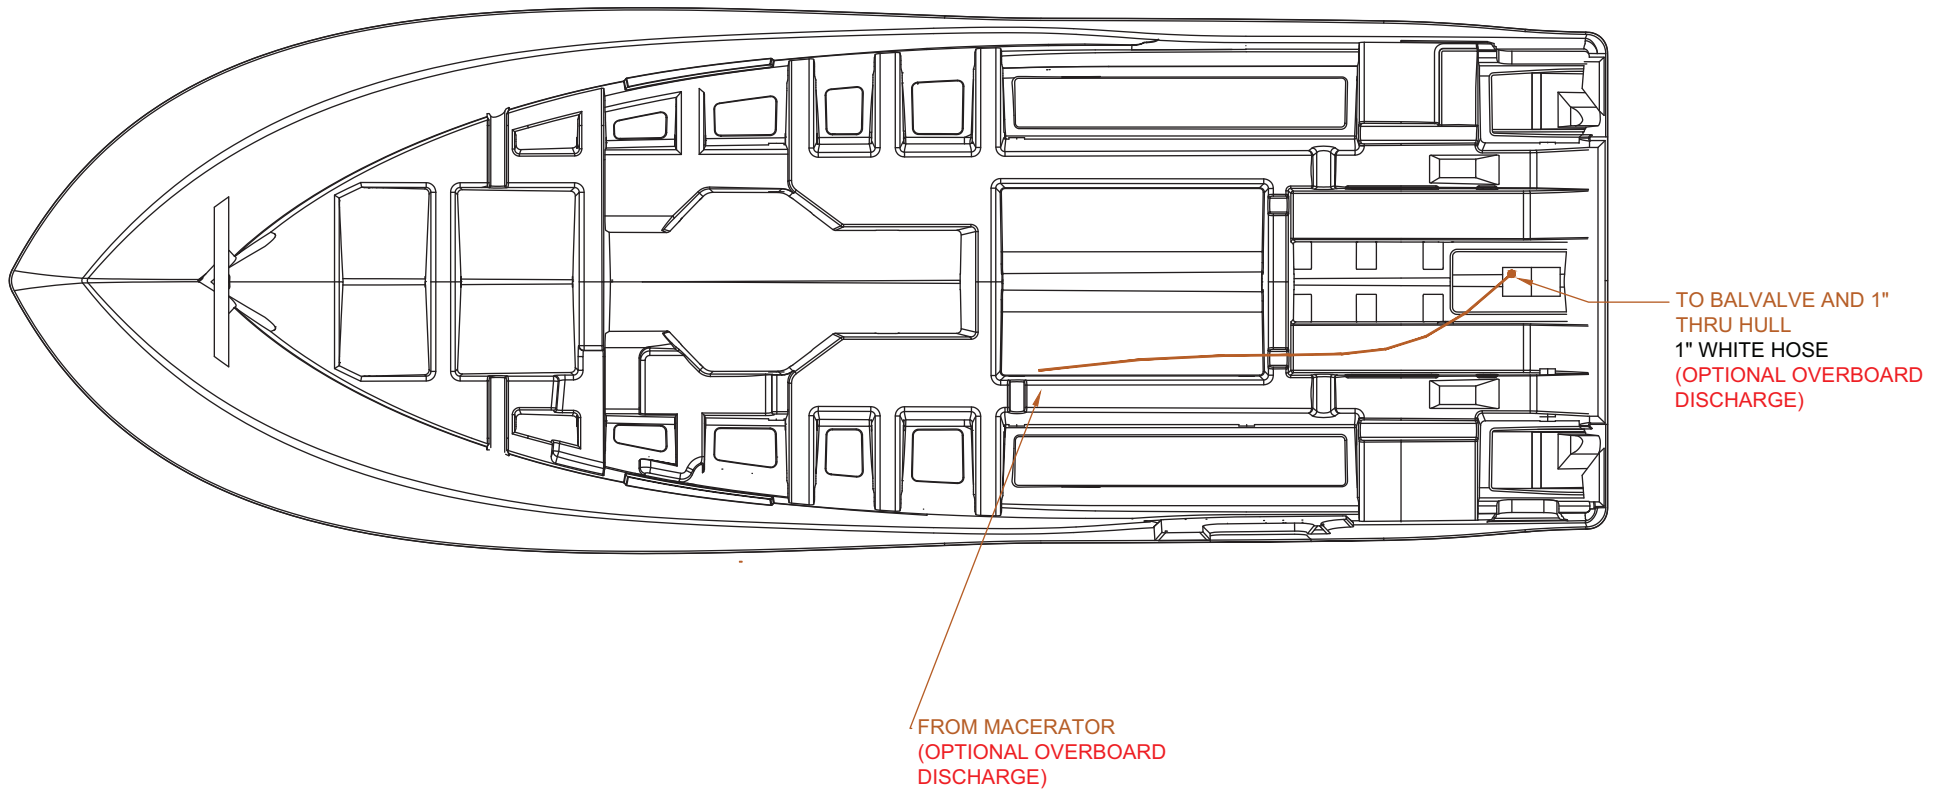 TO BALVALVE AND 1"
THRU HULL
1" WHITE HOSE
(OPTIONAL OVERBOARD
DISCHARGE)
FROM MACERATOR
(OPTIONAL OVERBOARD
DISCHARGE)